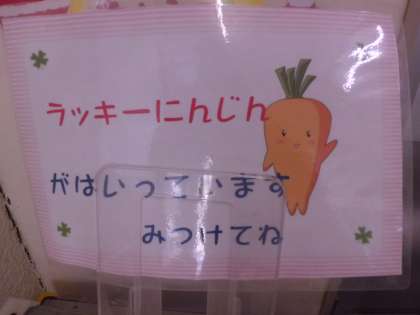 ラッキーにんじん
がはいっています
みつけてね